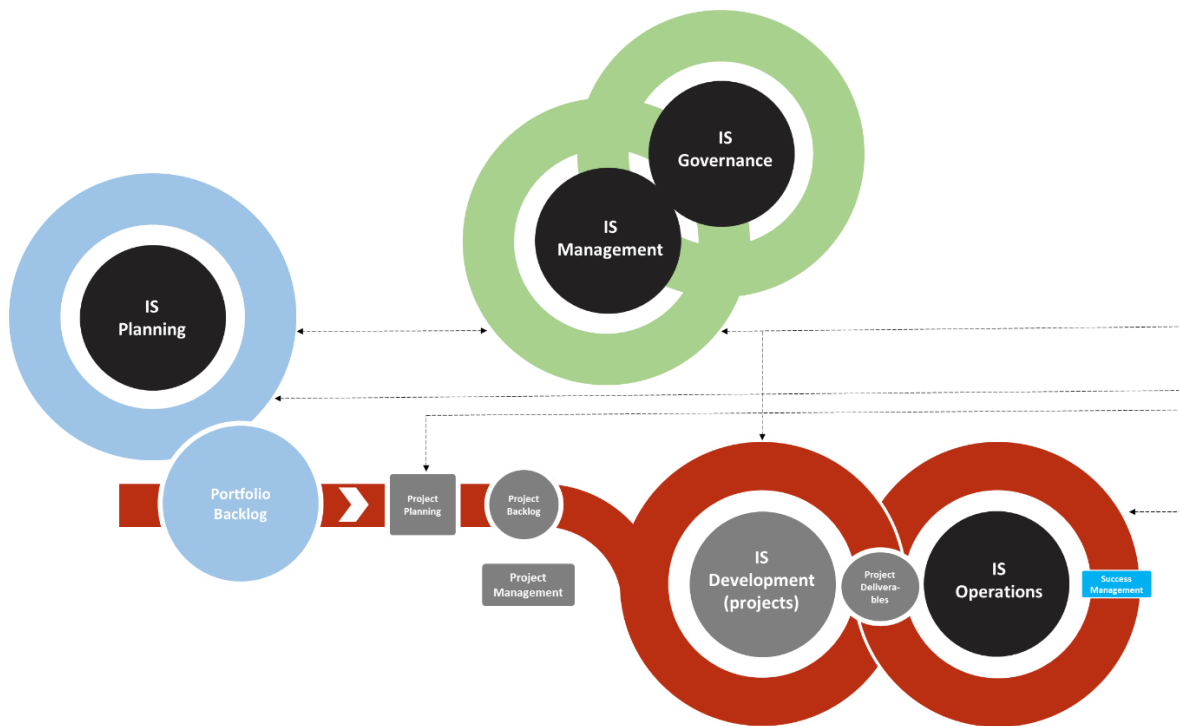 IS
Governance
IS
Management
IS
Planning
Portfolio
Backlog
Project
Planning
Project
Backlog
Project
Management
IS
Development
(projects)
Project
Delivera-
bles
IS
Operations
Success
Management